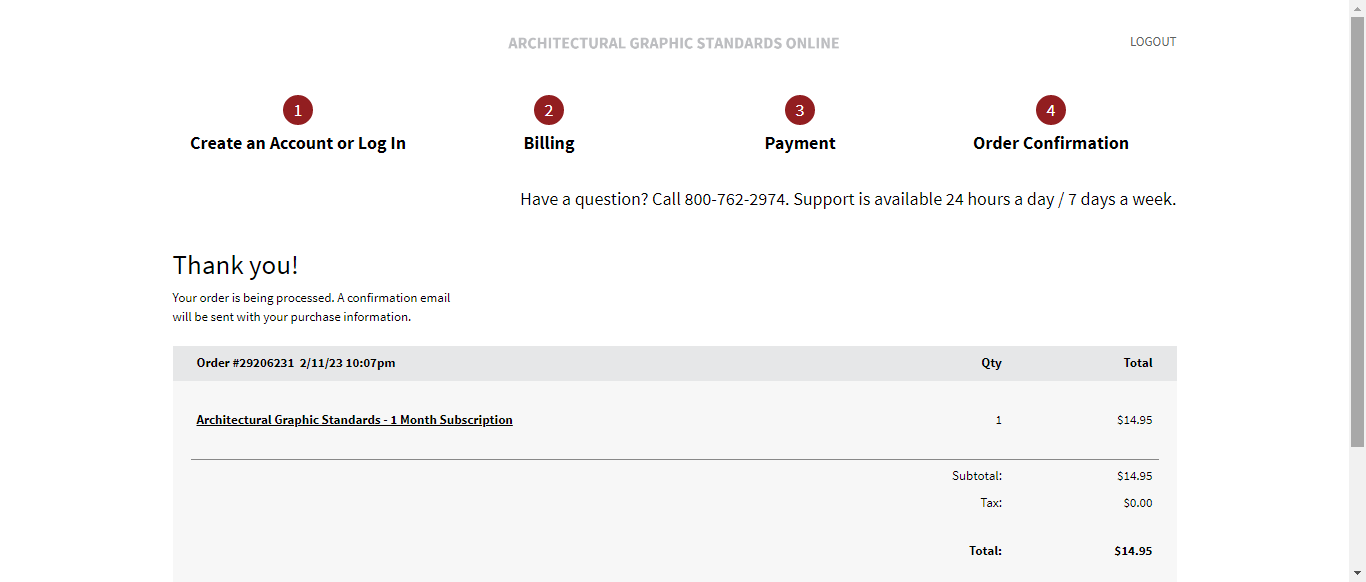 ARCHITECTURAL GRAPHIC STANDARDS ONLINE
LOGOUT
1
2
3
4
Create an Account or Log In
Billing
Payment
Order Confirmation
Have a question? Call 800-762-2974. Support is available 24 hours a day / 7 days a week.
Thank you!
Your order is being processed. A confirmation email
will be sent with your purchase information.
Order #29206231 2/11/23 10:07pm Qty Total
Architectural Graphic Standards - 1 Month Subscription 1 $14.95
Subtotal: $14.95
Tax: $0.00
Total: $14.95